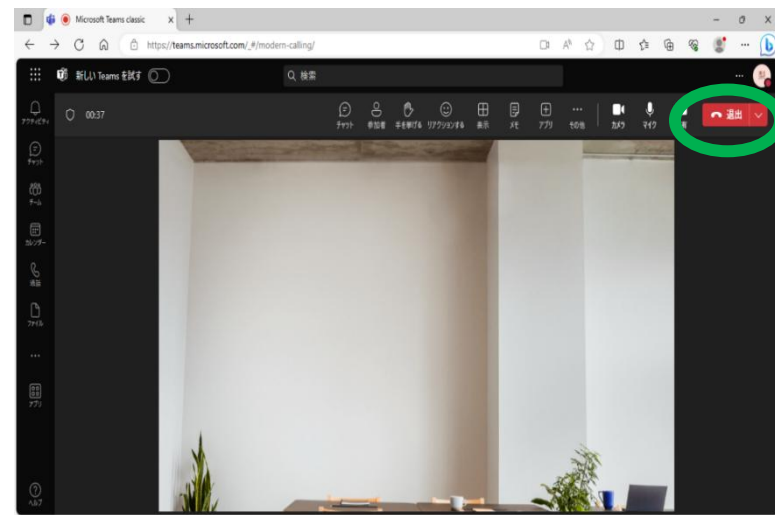 Microsoft Teams classic
https://teams.microsoft.com/_#/modern-calling/
新しい Teams を試す
検索
00:37
チャット 参加者 手を挙げる リアクションする 表示 メモ アプリ その他 カメラ マイク 退出
アクティビティ
チャット
チーム
カレンダー
通話
ファイル
アプリ
ヘルプ